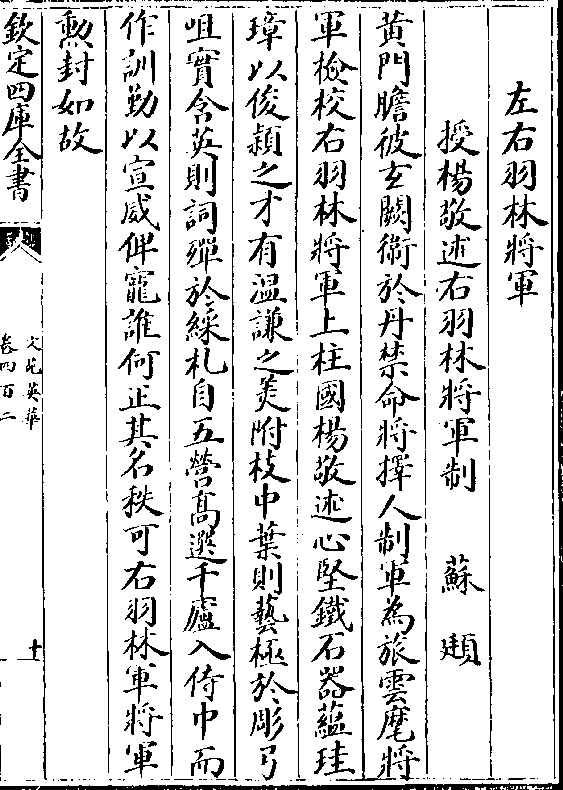 左右羽林將軍
授楊敬述右羽林將軍制 蘇頲
黄門瞻彼玄闕衞於丹禁命將擇人制軍為旅雲麾將
軍檢校右羽林將軍上柱國楊敬述心堅鐵石器蘊珪
璋以俊穎之才有温謙之美附枝中葉則藝極於彫弓
咀實含英則詞殫於綵札自五營高選千廬入侍巾而
作訓勤以宣威俾寵誰何正其名秩可右羽林軍將軍
勲封如故
欽定四庫全書
文苑英華
卷四百二
十